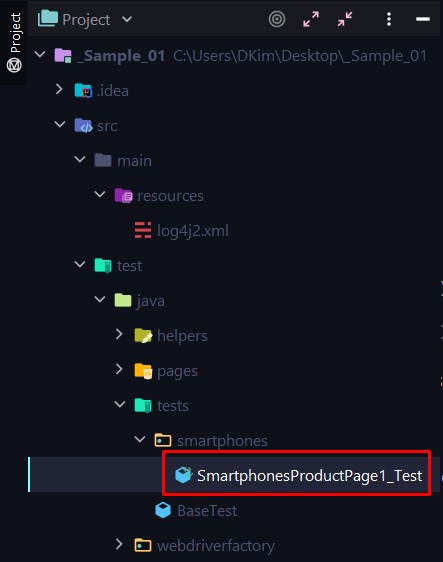 Project
Project
_Sample_01 C:\Users\DKim\Desktop\_Sample_01
.idea
src
main
resources
log4j2.xml
test
java
helpers
pages
tests
smartphones
SmartphonesProductPage1_Test
BaseTest
webdriverfactory